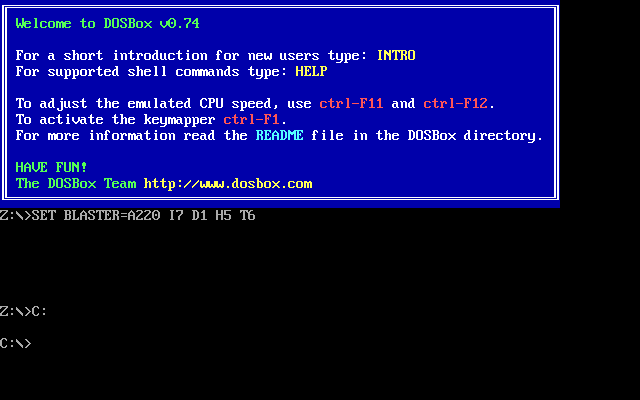 Welcome to DOSBox v0.74
For a short introduction for new users type: INTRO
For supported shell commands type: HELP
To adjust the emulated CPU speed, use ctrl-F11 and ctrl-F12.
To activate the keymapper ctrl-F1.
For more information read the README file in the DOSBox directory.
HAVE FUN!
The DOSBox Team http://www.dosbox.com
Z:\>SET BLASTER=A220 I7 D1 H5 T6
Z:\>C:
C:\>